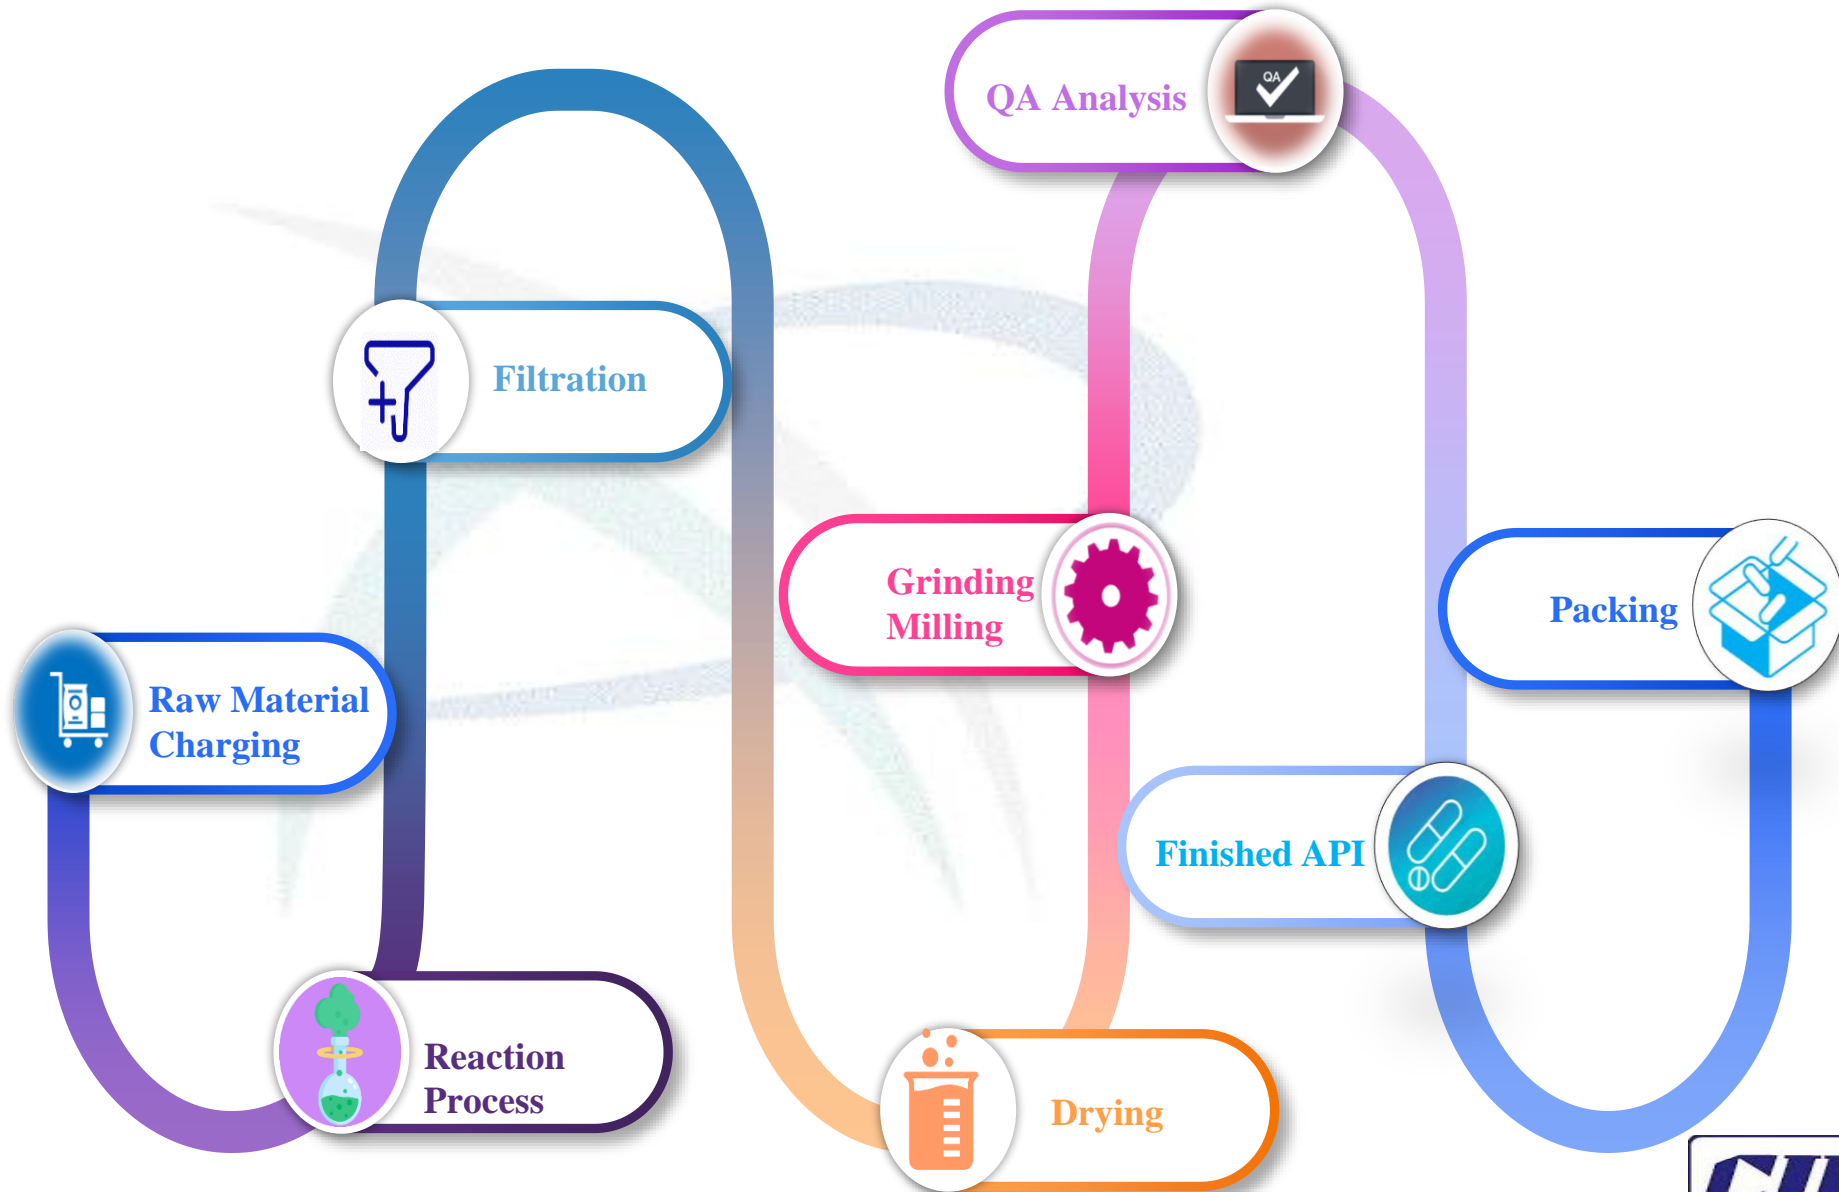 Raw Material
Charging
Reaction
Process
Filtration
Drying
Grinding
Milling
QA Analysis
QA
Finished API
Packing